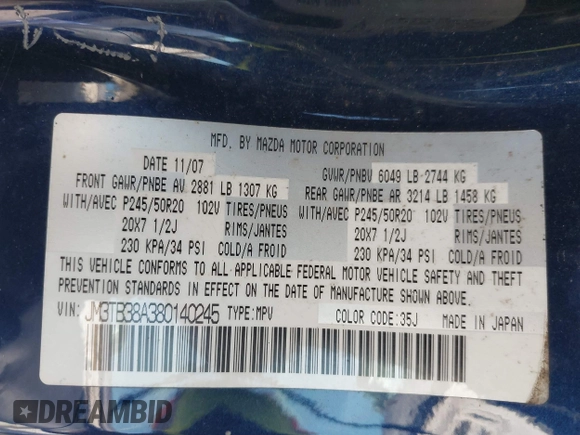 MFD. BY MAZDA MOTOR CORPORATION
DATE 11/07 GVWR/PNBV 6049 LB 2744 KG
FRONT GAWR/PNBE AV 2881 LB 1307 KG REAR GAWR/PNBE AR 3214 LB 1458 KG
WITH/AVEC P245/50R20 102V TIRES/PNEUS WITH/AVEC P245/50R20 102V TIRES/PNEUS
20X7 1/2J RIMS/JANTES 20X7 1/2J RIMS/JANTES
230 KPA/34 PSI COLD/A FROID 230 KPA/34 PSI COLD/A FROID
THIS VEHICLE CONFORMS TO ALL APPLICABLE FEDERAL MOTOR VEHICLE SAFETY AND THEFT
PREVENTION STANDARDS IN EFFECT ON THE DATE OF MANUFACTURE SHOWN ABOVE.
VIN: JM3TB38A380140245 TYPE:MPV COLOR CODE:35J MADE IN JAPAN
DREAMBID